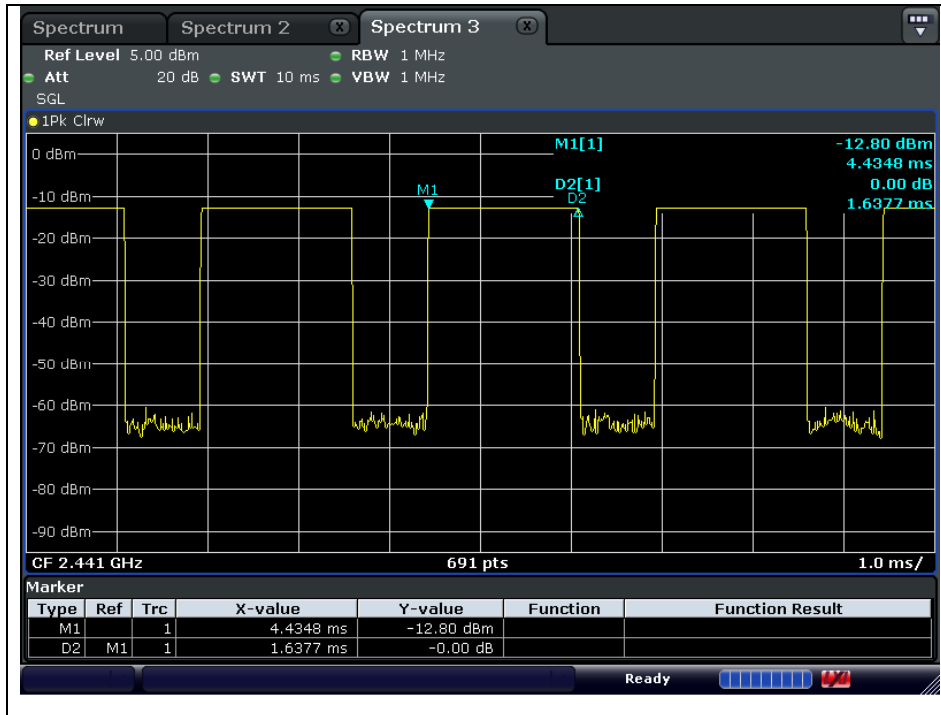 Spectrum Spectrum 2 X Spectrum 3 X
Ref Level 5.00 dBm RBW 1 MHz
Att 20 dB SWT 10 ms VBW 1 MHz
SGL
1Pk Clrw
M1[1] -12.80 dBm
4.4348 ms
D2[1] 0.00 dB
1.6377 ms
M1
D2
0 dBm
-10 dBm
-20 dBm
-30 dBm
-40 dBm
-50 dBm
-60 dBm
-70 dBm
-80 dBm
-90 dBm
CF 2.441 GHz 691 pts 1.0 ms/
Marker
Type Ref Trc X-value Y-value Function Function Result
M1 1 4.4348 ms -12.80 dBm
D2 M1 1 1.6377 ms -0.00 dB
Ready